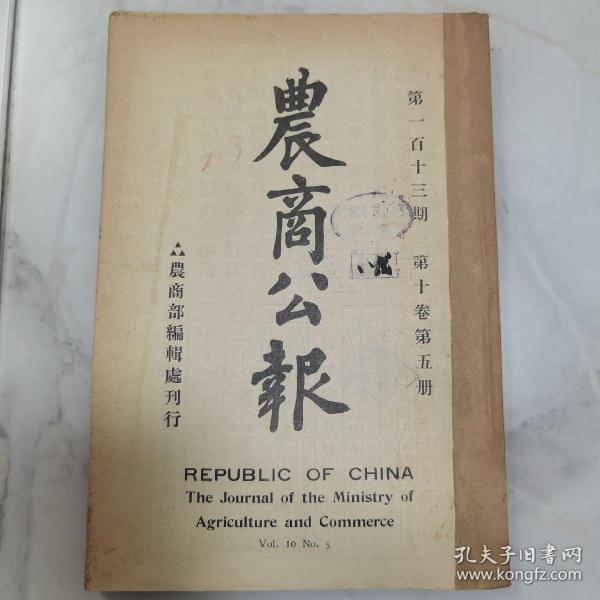 第一百十三期 第十卷第五册
農商公報
農商部編輯處刊行
203
REPUBLIC OF CHINA
The Journal of the Ministry of
Agriculture and Commerce
Vol. 10 No. 5
孔夫子旧书网
www.kongfz.com